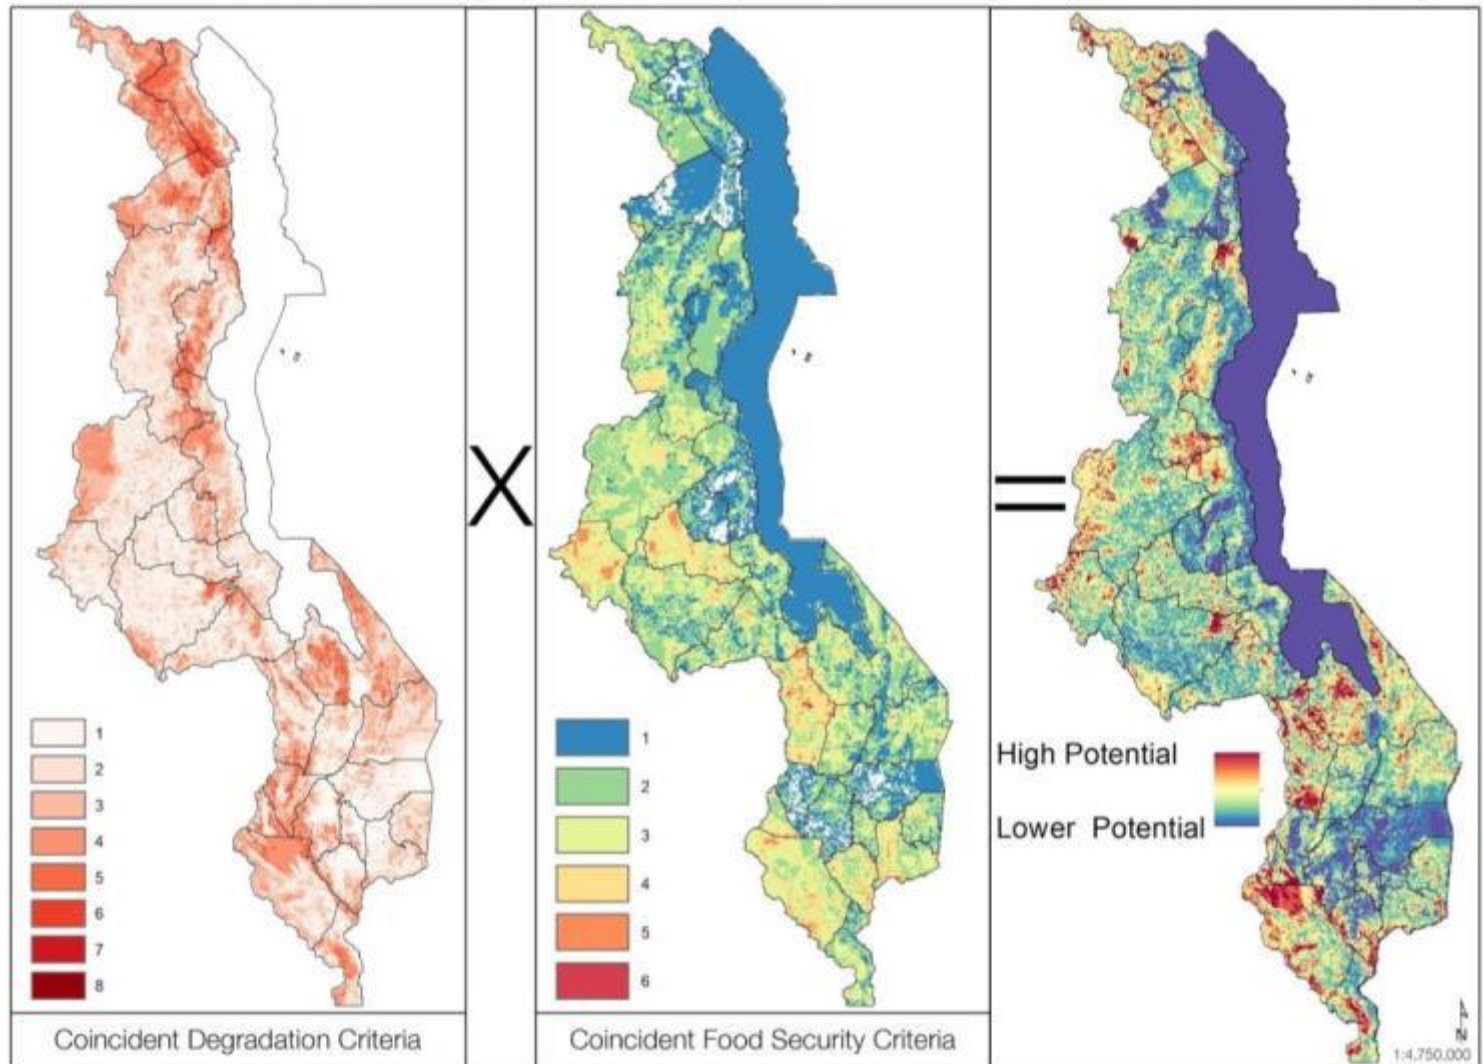 1
2
3
4
5
6
7
8
Coincident Degradation Criteria
X
1
2
3
4
5
6
Coincident Food Security Criteria
=
High Potential
Lower Potential
N
1:4,750,000